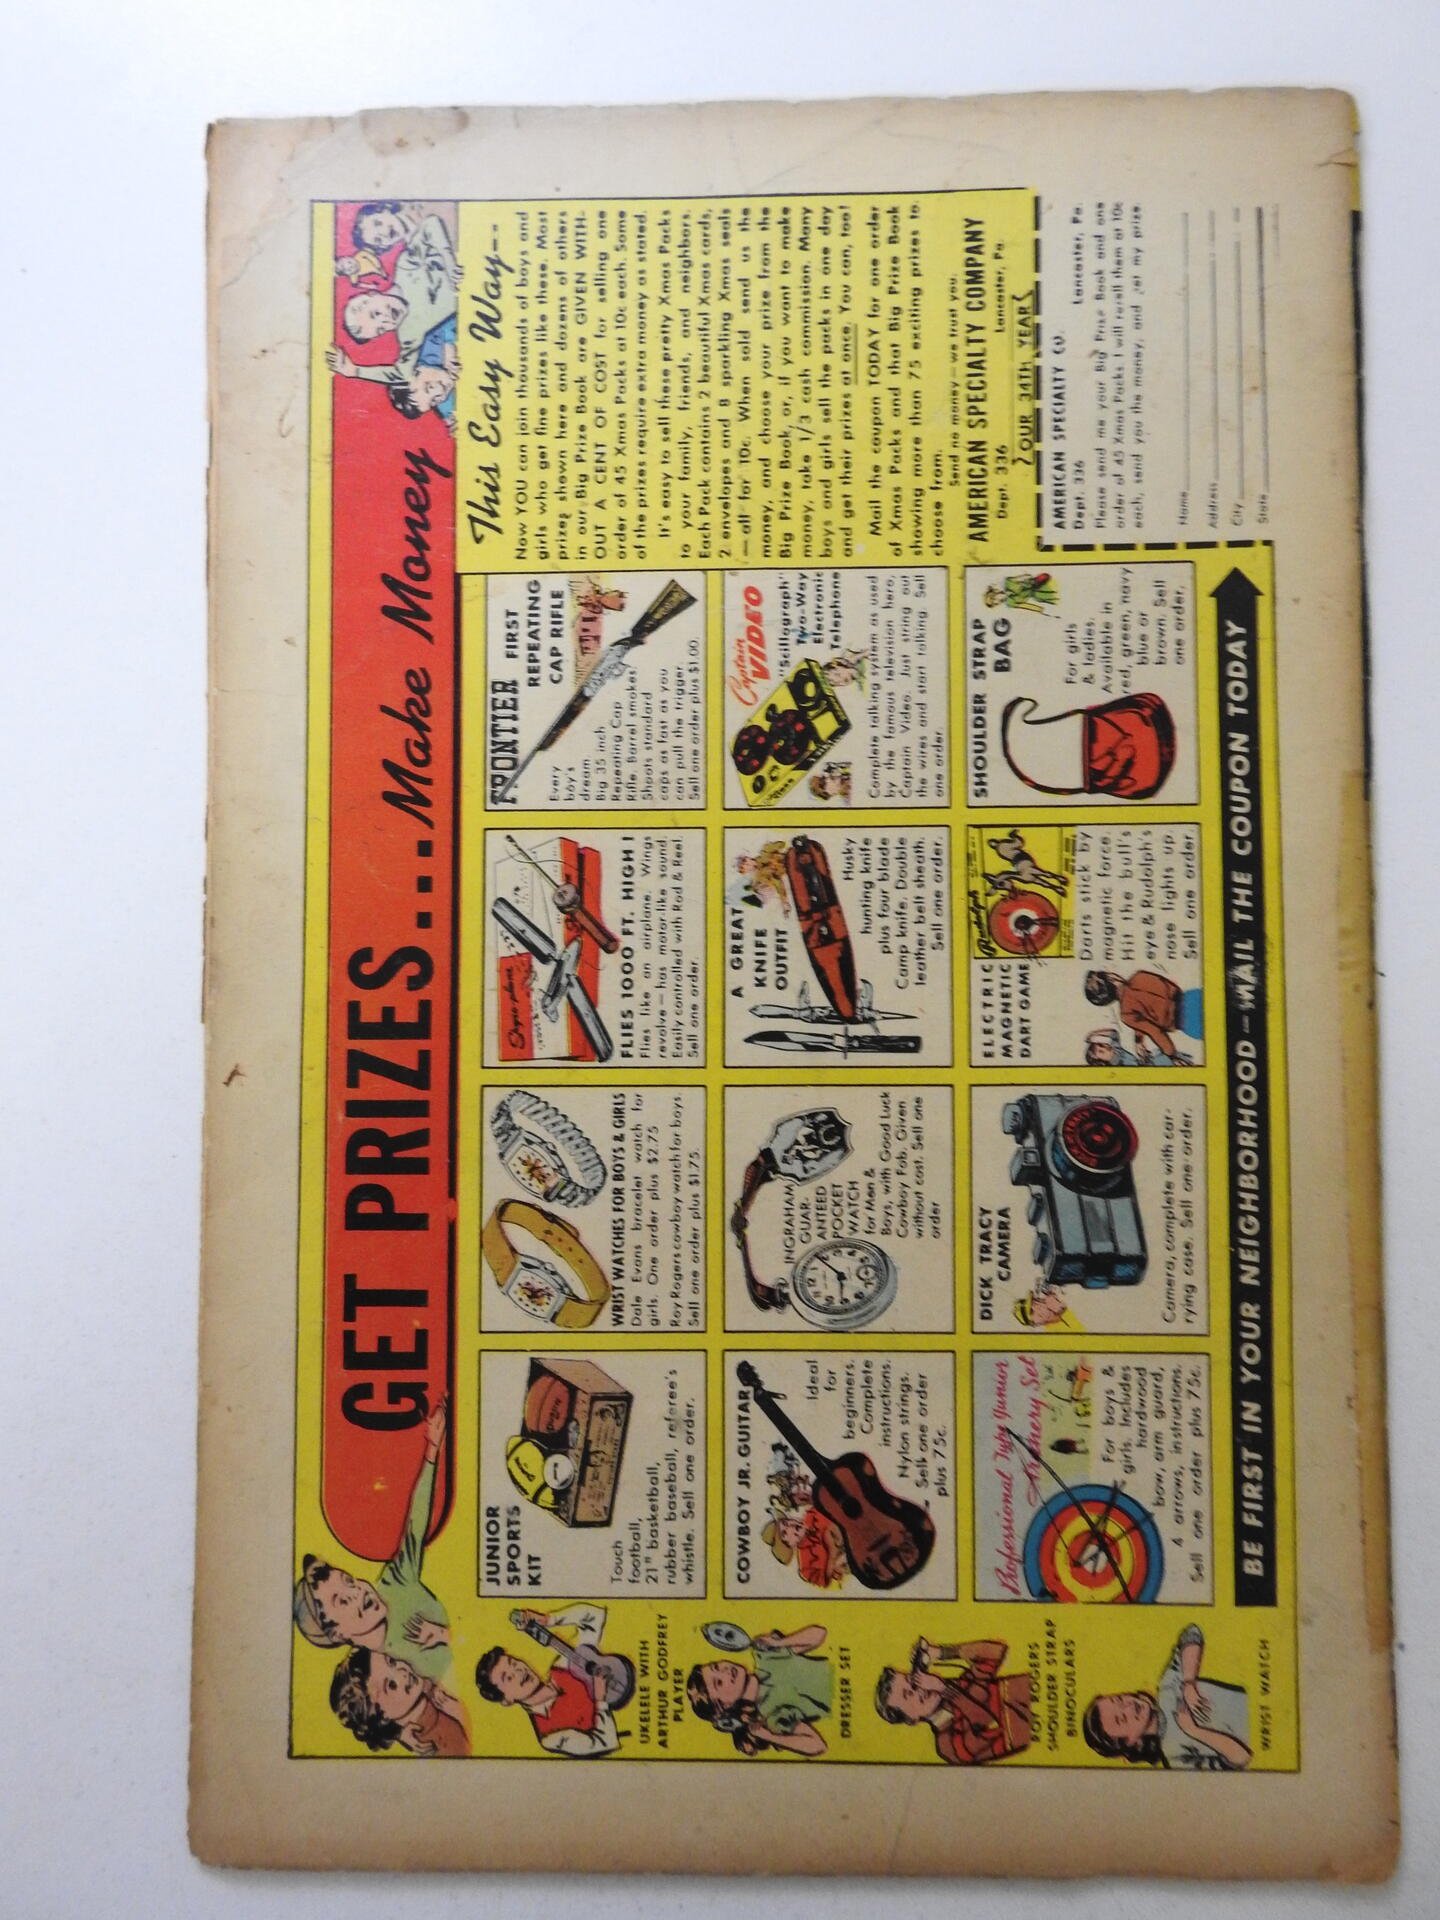 GET PRIZES... Make Money
This Easy Way--
UKELELE WITH
ARTHUR GODFREY
PLAYER
DRESSER SET
ROY ROGERS
SHOULDER STRAP
BINOCULARS
WRIST WATCH
JUNIOR
SPORTS
KIT
Touch
football,
21" basketball,
rubber baseball, referee's
whistle. Sell one order.
WRIST WATCHES FOR BOYS & GIRLS
Dale Evans bracelet watch for
girls. One order plus $2.75
Roy Rogers cowboy watch for boys.
Sell one order plus $1.75.
FLIES 1000 FT. HIGH!
Flies like an airplane. Wings
revolve — has motor-like sound.
Easily controlled with Rod & Reel.
Sell one order.
FRONTIER FIRST
REPEATING
CAP RIFLE
Every
boy's
dream.
Big 35 inch
Repeating Cap
Rifle. Barrel smokes
Shoots standard
caps as fast as you
can pull the trigger.
Sell one order plus $1.00.
COWBOY JR. GUITAR
Ideal
for
beginners.
Complete
instructions.
Nylon strings.
Sell one order
plus 75c.
INGRAHAM
GUAR-
ANTEED
POCKET
WATCH
for Men &
Boys, with Good Luck
Cowboy Fob. Given
without cost. Sell one
order
A GREAT
KNIFE
OUTFIT
Husky
hunting knife
plus four blade
Camp knife. Double
leather belt sheath.
Sell one order.
Captain
VIDEO
"Scillograph"
Two-Way
Electronic
Telephone
Complete talking system as used
by the famous television hero,
Captain Video. Just string out
the wires and start talking. Sell
one order.
Professional Type Junior
Archery Set
For boys &
girls. Includes
hardwood
bow, arm guard,
4 arrows, instructions.
Sell one order plus 75c.
DICK TRACY
CAMERA
Camera, complete with car-
rying case. Sell one order.
ELECTRIC
MAGNETIC
DART GAME
Rudolph
Darts stick by
magnetic force.
Hit the bull's
eye & Rudolph's
nose lights up.
Sell one order.
SHOULDER STRAP
BAG
For girls
& ladies.
Available in
red, green, navy
blue or
brown. Sell
one order.
BE FIRST IN YOUR NEIGHBORHOOD—MAIL THE COUPON TODAY
Now YOU can join thousands of boys and
girls who get fine prizes like these. Most
prizes shown here and dozens of others
in our Big Prize Book are GIVEN WITH-
OUT A CENT OF COST for selling one
order of 45 Xmas Packs at 10c each. Some
of the prizes require extra money as stated.
It's easy to sell these pretty Xmas Packs
to your family, friends, and neighbors.
Each Pack contains 2 beautiful Xmas cards,
2 envelopes and 8 sparkling Xmas seals
— all for 10c. When sold send us the
money, and choose your prize from the
Big Prize Book, or, if you want to make
money, take 1/3 cash commission. Many
boys and girls sell the packs in one day
and get their prizes at once. You can, too!
Mail the coupon TODAY for one order
of Xmas Packs and that Big Prize Book
showing more than 75 exciting prizes to
choose from.
Send no money — we trust you.
AMERICAN SPECIALTY COMPANY
Dept. 336 Lancaster, Pa.
OUR 34TH YEAR
AMERICAN SPECIALTY CO.
Dept. 336 Lancaster, Pa.
Please send me your Big Prize Book and one
order of 45 Xmas Packs. I will resell them at 10c
each, send you the money, and get my prize.
Name
Address
City
State